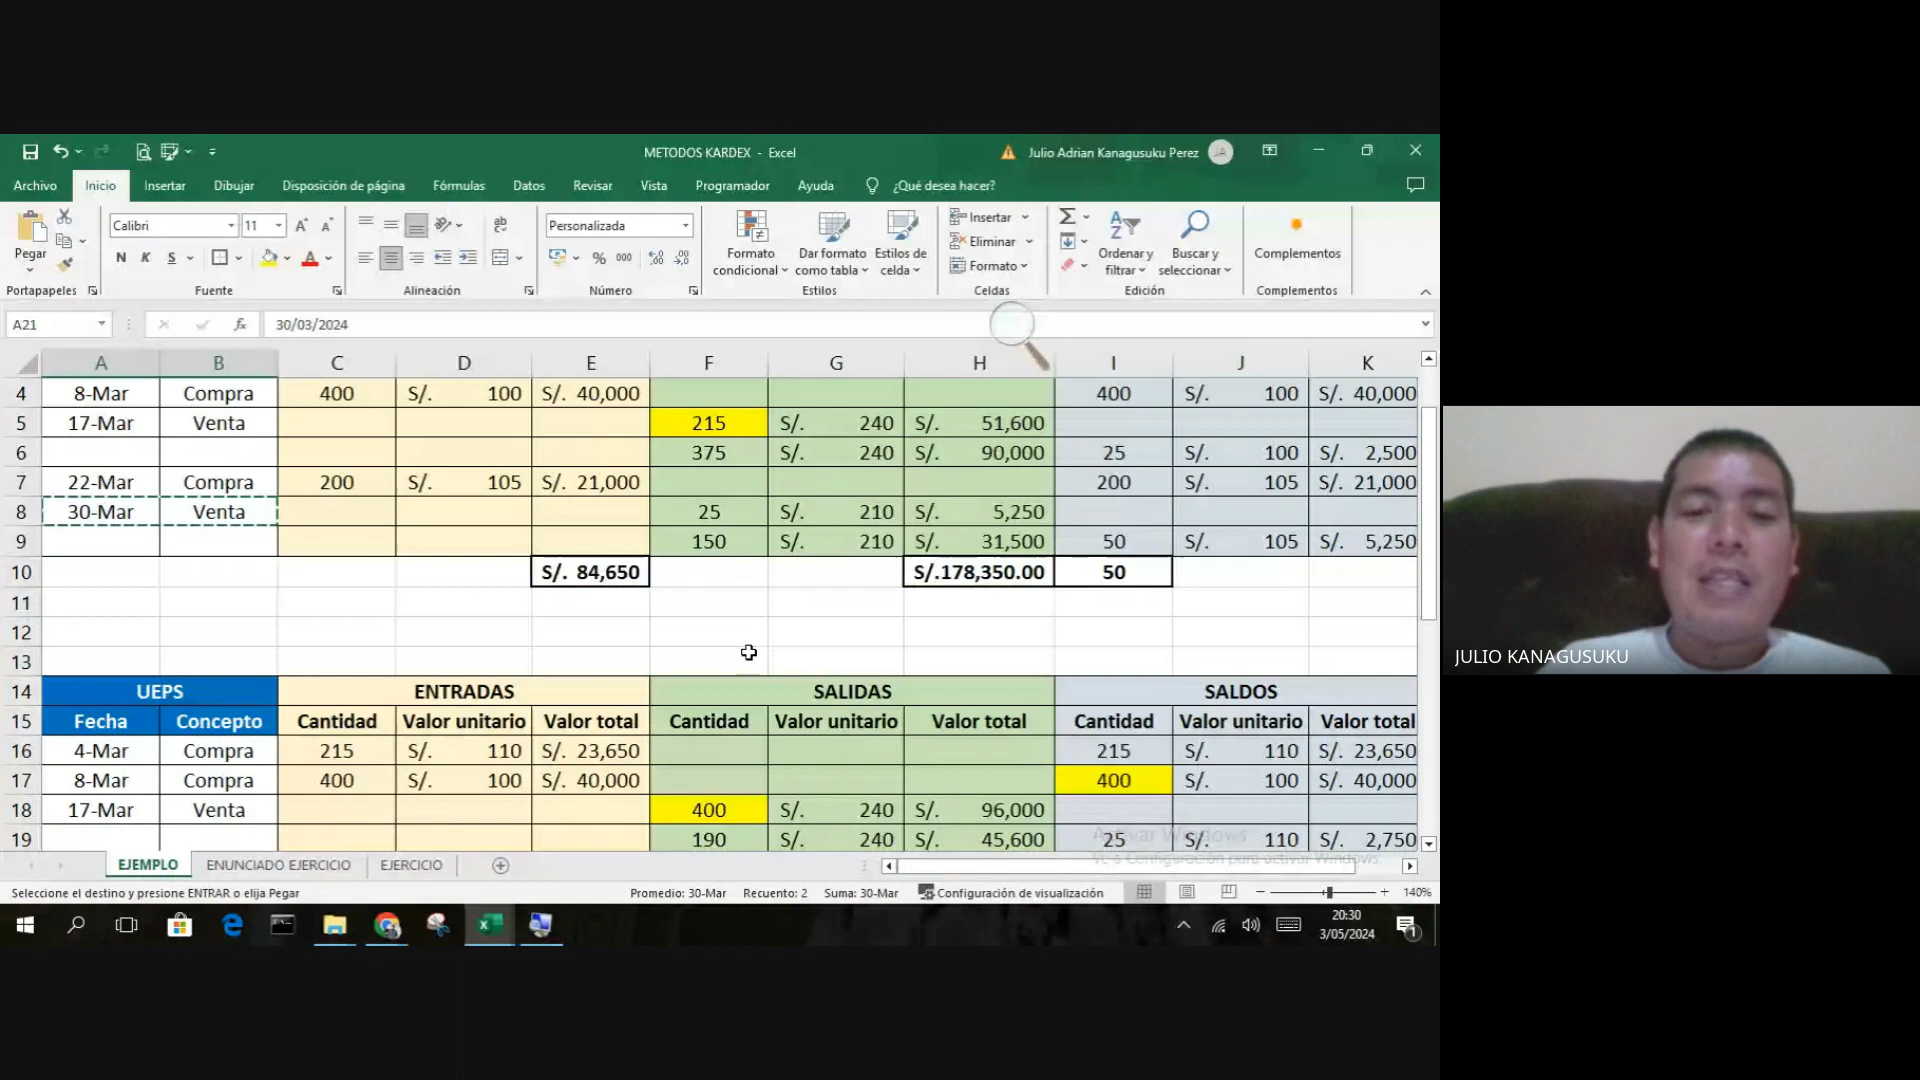 METODOS KARDEX - Excel
Julio Adrian Kanagusuku Perez
JA
Archivo Inicio Insertar Dibujar Disposición de página Fórmulas Datos Revisar Vista Programador Ayuda ¿Qué desea hacer?
Pegar
Calibri 11
N K S
Personalizada
% 000
Formato condicional
Dar formato como tabla
Estilos de celda
Insertar
Eliminar
Formato
Ordenar y filtrar
Buscar y seleccionar
Complementos
Portapapeles Fuente Alineación Número Estilos Celdas Edición Complementos
A21 fx 30/03/2024
A B C D E F G H I J K
4 8-Mar Compra 400 S/. 100 S/. 40,000 400 S/. 100 S/. 40,000
5 17-Mar Venta 215 S/. 240 S/. 51,600
6 375 S/. 240 S/. 90,000 25 S/. 100 S/. 2,500
7 22-Mar Compra 200 S/. 105 S/. 21,000 200 S/. 105 S/. 21,000
8 30-Mar Venta 25 S/. 210 S/. 5,250
9 150 S/. 210 S/. 31,500 50 S/. 105 S/. 5,250
10 S/. 84,650 S/.178,350.00 50
11
12
13
14 UEPS ENTRADAS SALIDAS SALDOS
15 Fecha Concepto Cantidad Valor unitario Valor total Cantidad Valor unitario Valor total Cantidad Valor unitario Valor total
16 4-Mar Compra 215 S/. 110 S/. 23,650 215 S/. 110 S/. 23,650
17 8-Mar Compra 400 S/. 100 S/. 40,000 400 S/. 100 S/. 40,000
18 17-Mar Venta 400 S/. 240 S/. 96,000
19 190 S/. 240 S/. 45,600 25 S/. 110 S/. 2,750
Activar Windows
Ve a Configuración para activar Windows.
EJEMPLO ENUNCIADO EJERCICIO EJERCICIO
Seleccione el destino y presione ENTRAR o elija Pegar Promedio: 30-Mar Recuento: 2 Suma: 30-Mar Configuración de visualización 140%
20:30
3/05/2024
1
JULIO KANAGUSUKU